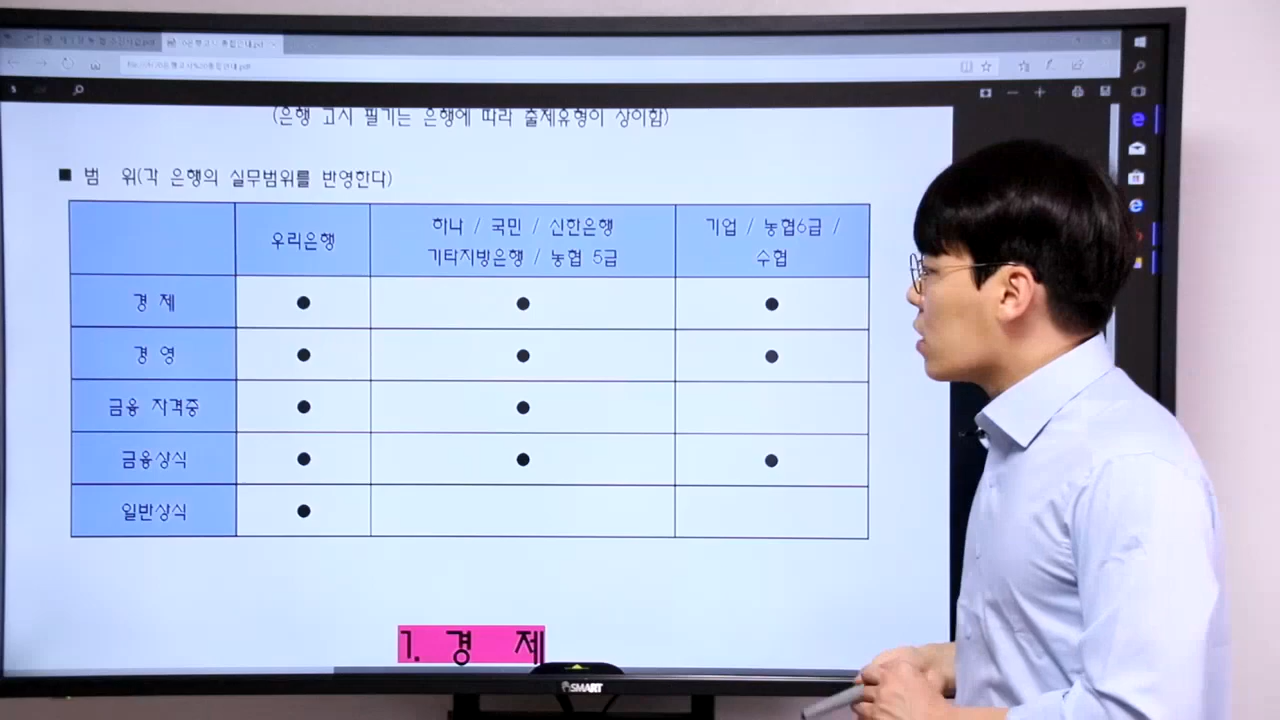 (은행 고시 필기는 은행에 따라 출제유형이 상이함)
■ 범 위(각 은행의 실무범위를 반영한다)
우리은행
하나 / 국민 / 신한은행
기타지방은행 / 농협 5급
기업 / 농협6급 /
수협
경 제 ● ● ●
경 영 ● ● ●
금융 자격증 ● ●
금융상식 ● ● ●
일반상식 ●
1. 경 제
SMART